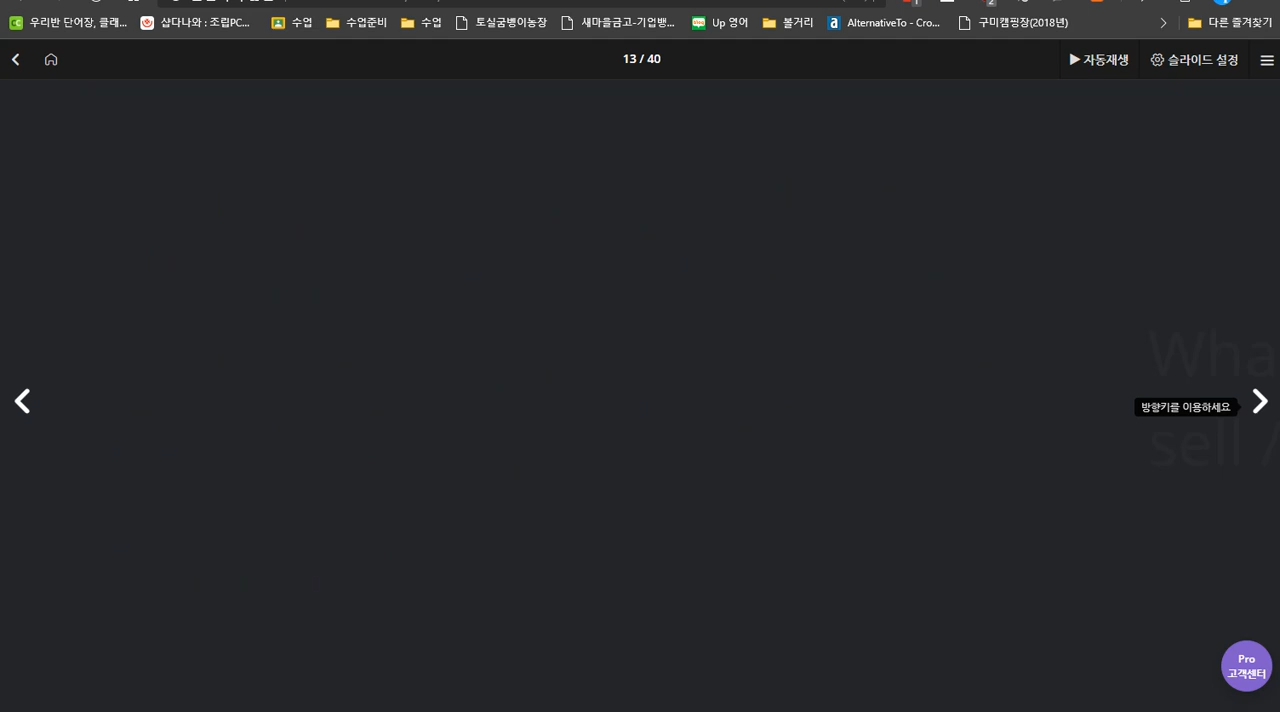 우리반 단어장, 클래... 샵다나와 : 조립PC... 수업 수업준비 수업 토실굼뱅이농장 새마을금고-기업뱅... Up 영어 볼거리 AlternativeTo - Cro... 구미캠핑장(2018년) 다른 즐겨찾기
13 / 40
▶ 자동재생 슬라이드 설정
Wha
방향키를 이용하세요
sell A
Pro
고객센터